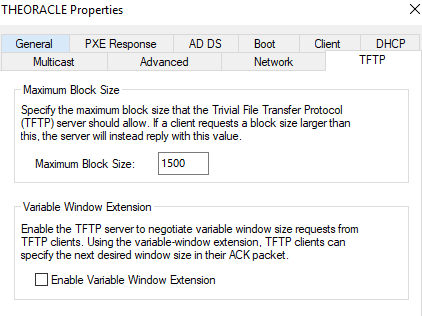 THEORACLE Properties
General PXE Response AD DS Boot Client DHCP
Multicast Advanced Network TFTP
Maximum Block Size
Specify the maximum block size that the Trivial File Transfer Protocol
(TFTP) server should allow. If a client requests a block size larger than
this, the server will instead reply with this value.
Maximum Block Size: 1500
Variable Window Extension
Enable the TFTP server to negotiate variable window size requests from
TFTP clients. Using the variable-window extension, TFTP clients can
specify the next desired window size in their ACK packet.
Enable Variable Window Extension